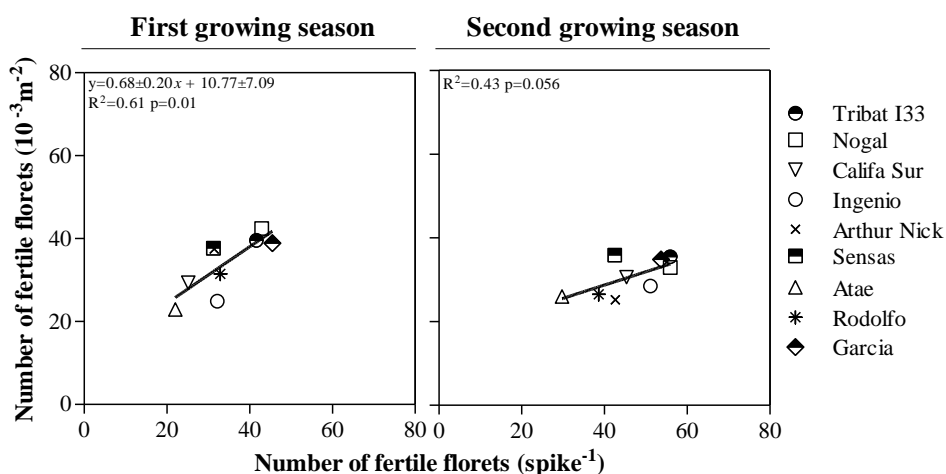 First growing season
Second growing season
y=0.68±0.20x + 10.77±7.09
R²=0.61 p=0.01
R²=0.43 p=0.056
Number of fertile florets (10⁻³m⁻²)
80
60
40
20
0
0 20 40 60 80
0 20 40 60 80
Number of fertile florets (spike⁻¹)
Tribat I33
Nogal
Califa Sur
Ingenio
Arthur Nick
Sensas
Atae
Rodolfo
Garcia